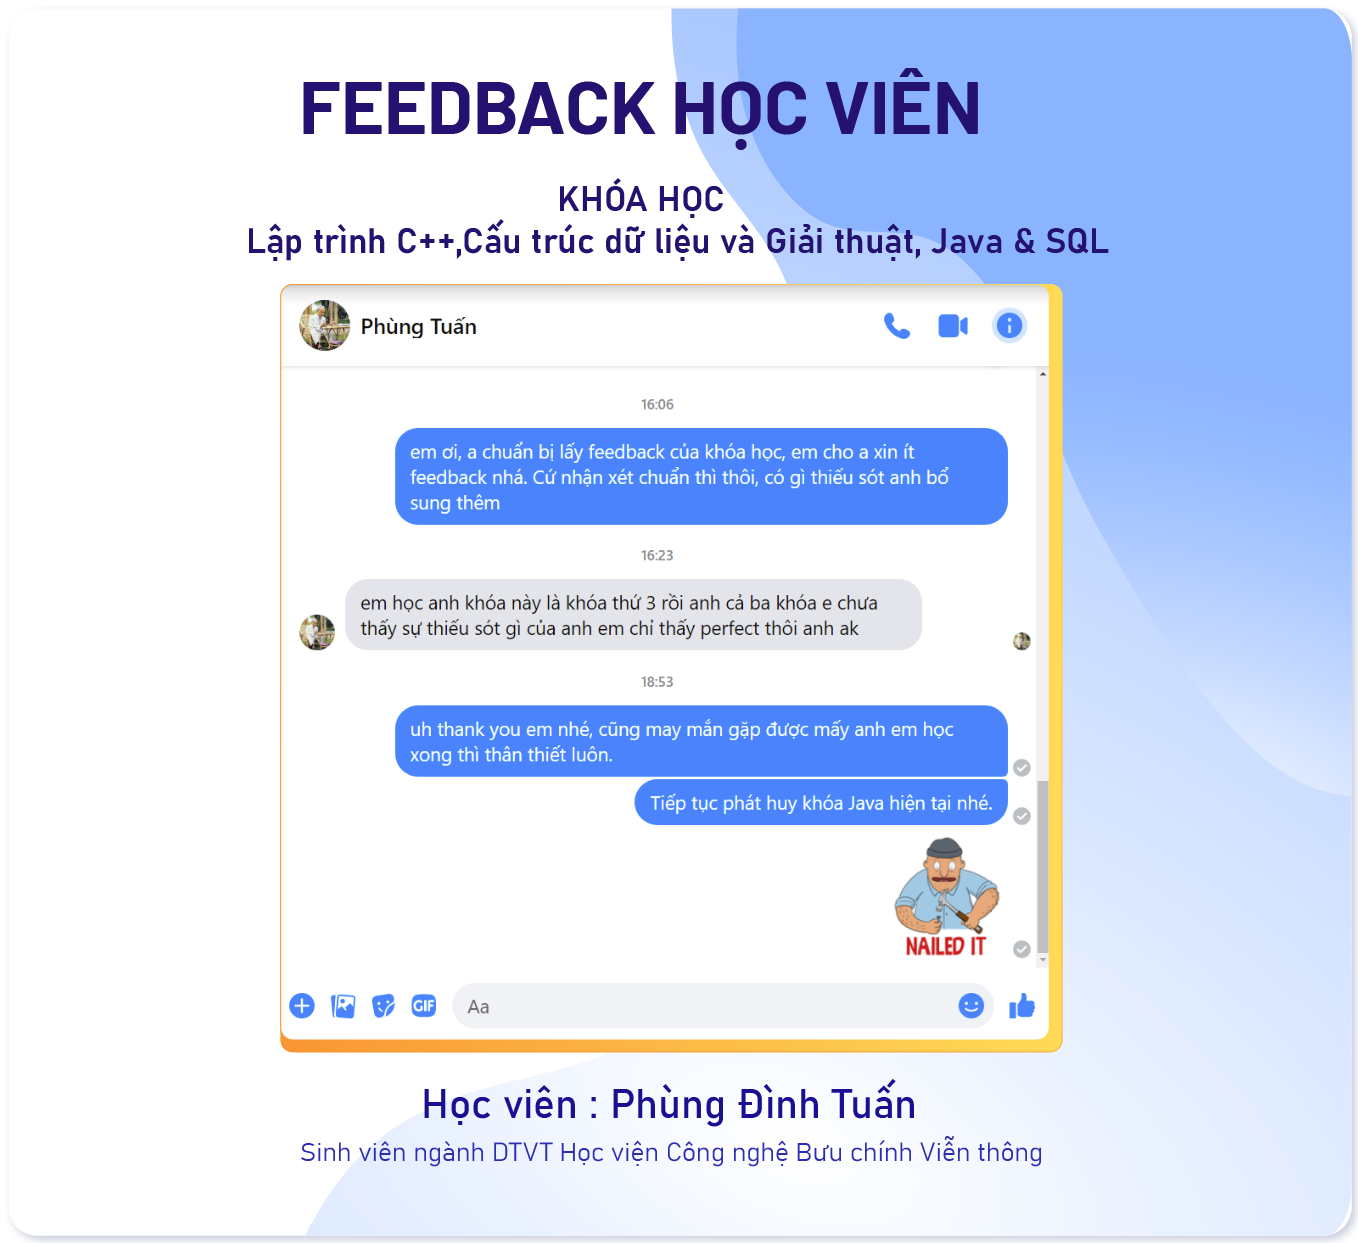 FEEDBACK HỌC VIÊN
KHÓA HỌC
Lập trình C++,Cấu trúc dữ liệu và Giải thuật, Java & SQL
Phùng Tuấn
16:06
em ơi, a chuẩn bị lấy feedback của khóa học, em cho a xin ít
feedback nhá. Cứ nhận xét chuẩn thì thôi, có gì thiếu sót anh bổ
sung thêm
16:23
em học anh khóa này là khóa thứ 3 rồi anh cả ba khóa e chưa
thấy sự thiếu sót gì của anh em chỉ thấy perfect thôi anh ak
18:53
uh thank you em nhé, cũng may mắn gặp được mấy anh em học
xong thì thân thiết luôn.
Tiếp tục phát huy khóa Java hiện tại nhé.
NAILED IT
GIF
Aa
Học viên : Phùng Đình Tuấn
Sinh viên ngành DTVT Học viện Công nghệ Bưu chính Viễn thông